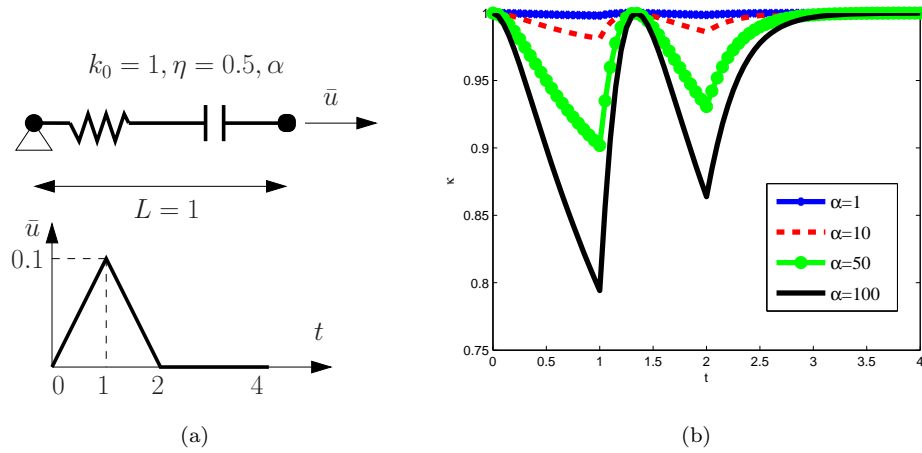 k₀ = 1, η = 0.5, α
ū
L = 1
ū
0.1
t
0 1 2 4
(a)
1
0.95
0.9
0.85
0.8
0.75
κ
0 0.5 1 1.5 2 2.5 3 3.5 4
t
α=1
α=10
α=50
α=100
(b)